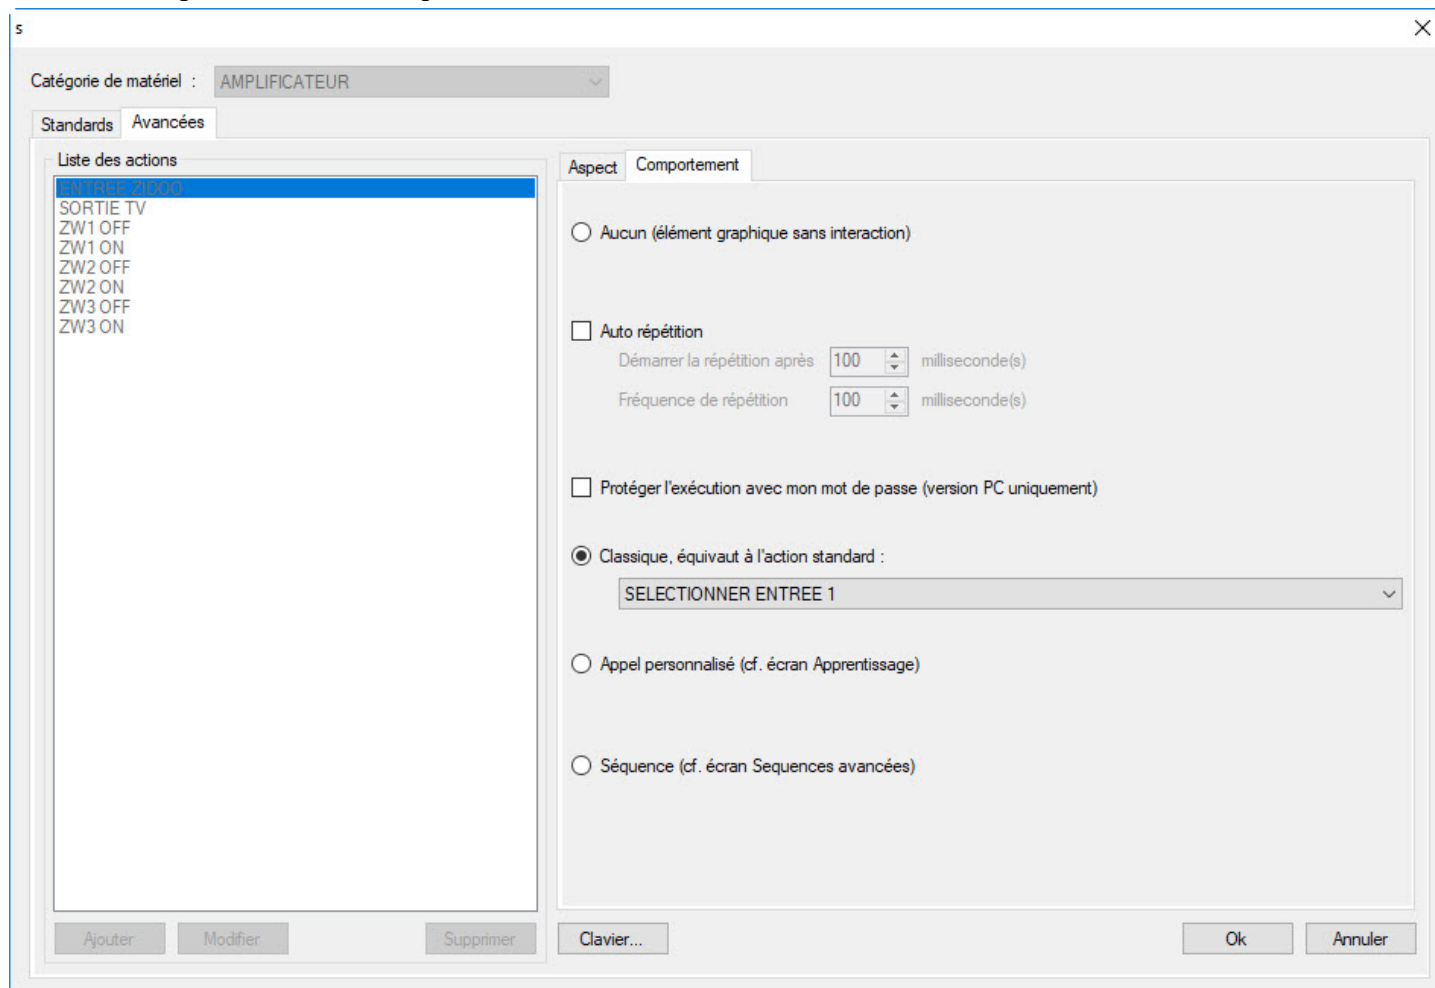 s
Catégorie de matériel :
AMPLIFICATEUR
Standards
Avancées
Liste des actions
ENTREE ZIDOO
SORTIE TV
ZW1 OFF
ZW1 ON
ZW2 OFF
ZW2 ON
ZW3 OFF
ZW3 ON
Ajouter
Modifier
Supprimer
Aspect
Comportement
Aucun (élément graphique sans interaction)
Auto répétition
Démarrer la répétition après 100 milliseconde(s)
Fréquence de répétition 100 milliseconde(s)
Protéger l'exécution avec mon mot de passe (version PC uniquement)
Classique, équivaut à l'action standard :
SELECTIONNER ENTREE 1
Appel personnalisé (cf. écran Apprentissage)
Séquence (cf. écran Sequences avancées)
Clavier...
Ok
Annuler